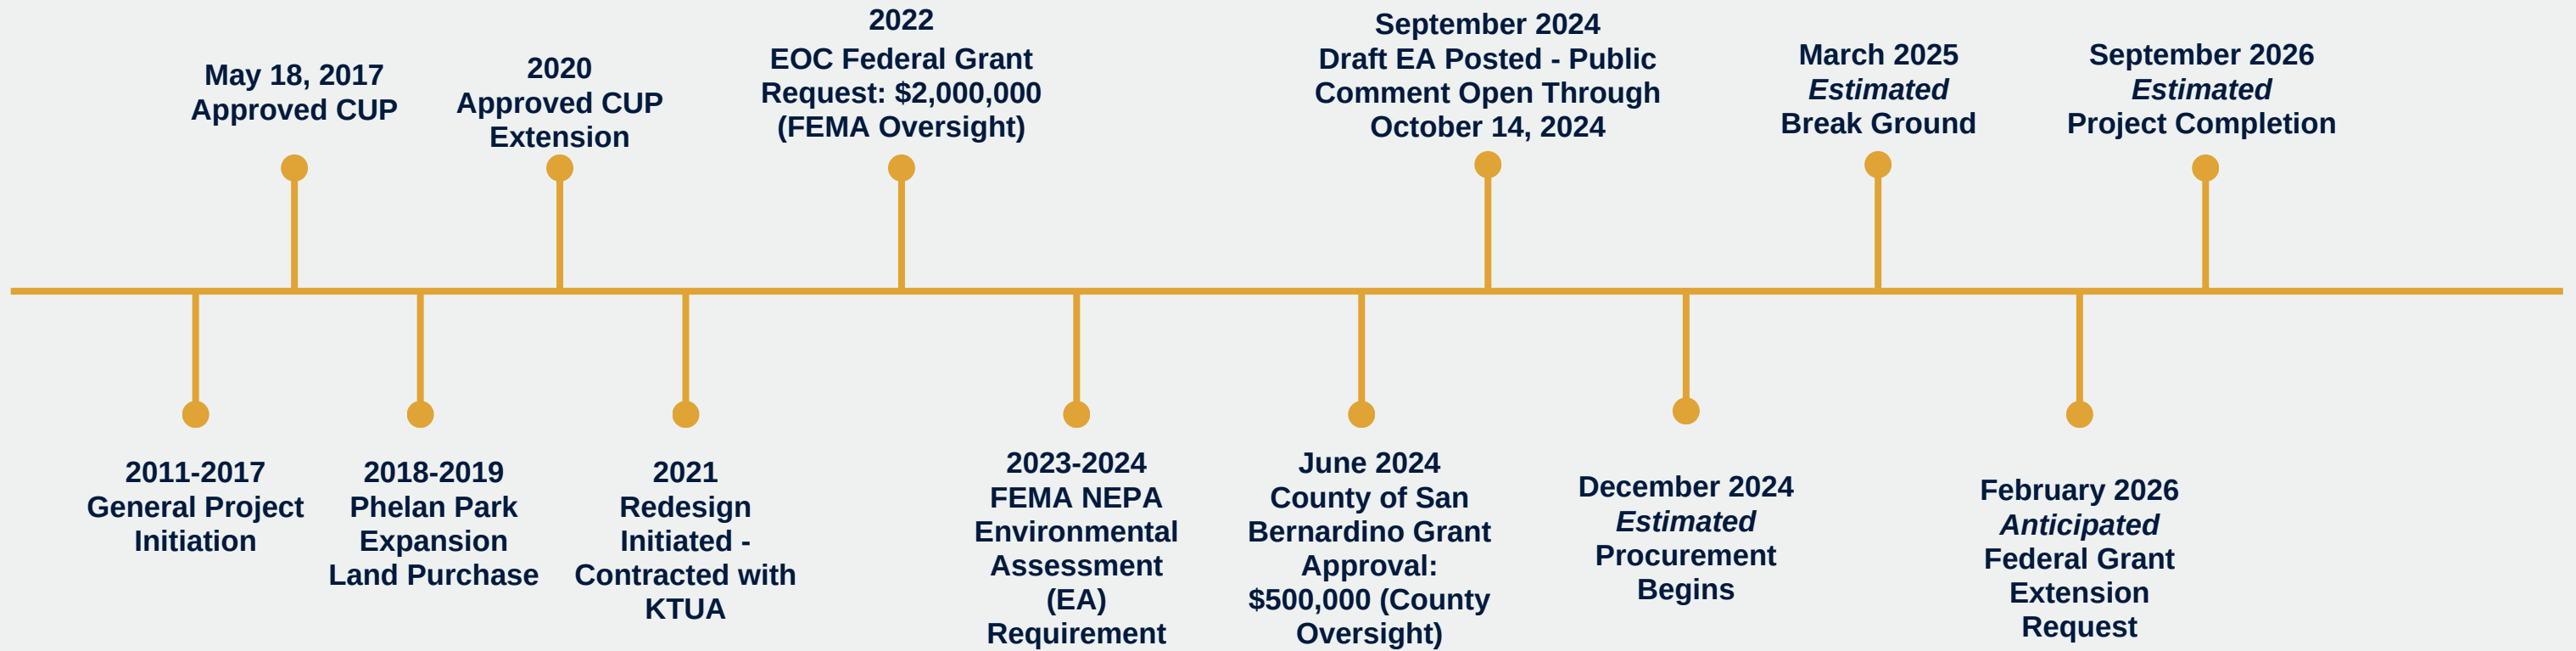 May 18, 2017
Approved CUP
2020
Approved CUP
Extension
2022
EOC Federal Grant
Request: $2,000,000
(FEMA Oversight)
September 2024
Draft EA Posted - Public
Comment Open Through
October 14, 2024
March 2025
Estimated
Break Ground
September 2026
Estimated
Project Completion
2011-2017
General Project
Initiation
2018-2019
Phelan Park
Expansion
Land Purchase
2021
Redesign
Initiated -
Contracted with
KTUA
2023-2024
FEMA NEPA
Environmental
Assessment
(EA)
Requirement
June 2024
County of San
Bernardino Grant
Approval:
$500,000 (County
Oversight)
December 2024
Estimated
Procurement
Begins
February 2026
Anticipated
Federal Grant
Extension
Request